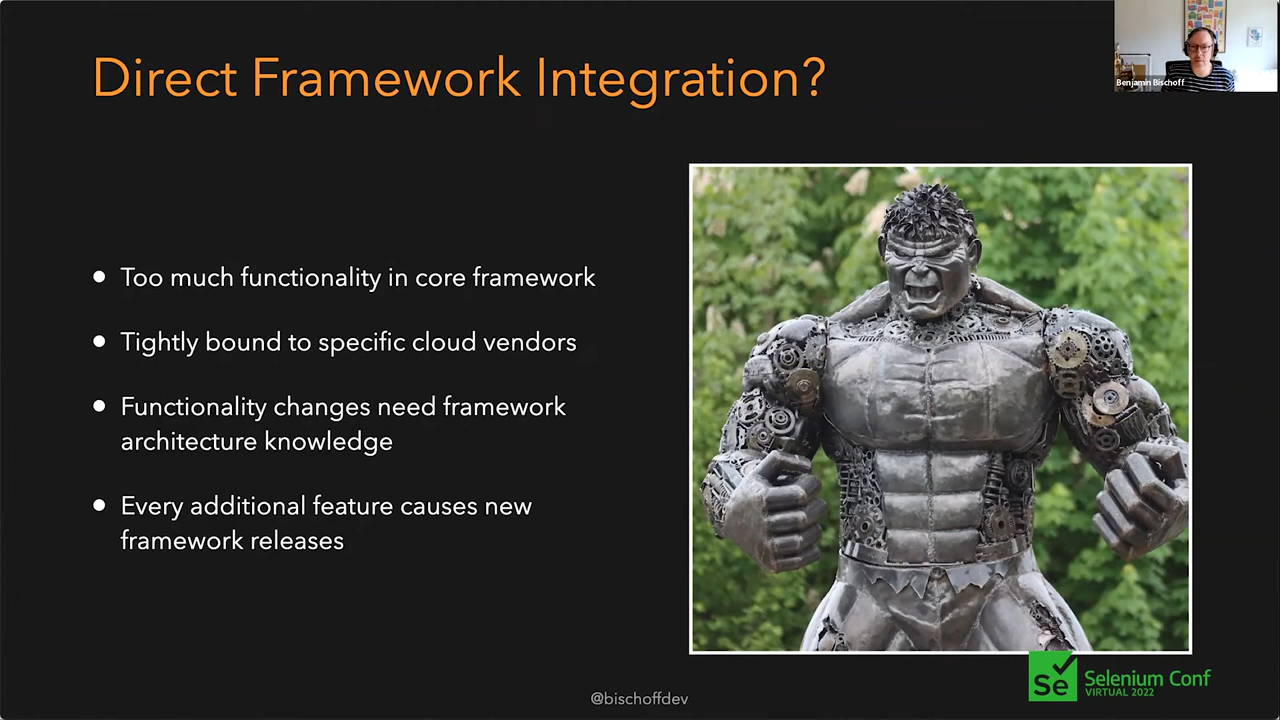 Direct Framework Integration?
Benjamin Bischoff
Too much functionality in core framework
Tightly bound to specific cloud vendors
Functionality changes need framework
architecture knowledge
Every additional feature causes new
framework releases
Se
Selenium Conf
VIRTUAL 2022
@bischoffdev